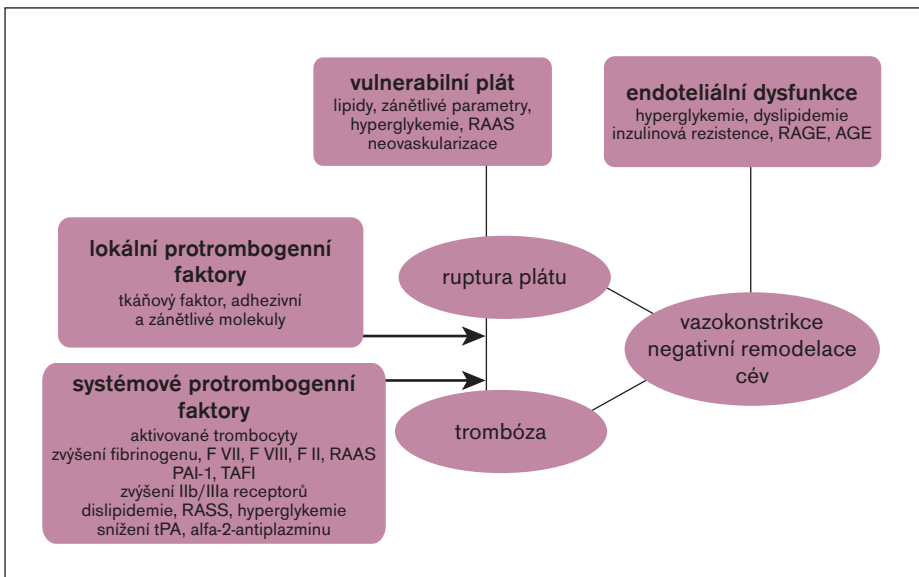 vulnerabilní plát
lipidy, zánětlivé parametry,
hyperglykemie, RAAS
neovaskularizace
endoteliální dysfunkce
hyperglykemie, dyslipidemie
inzulinová rezistence, RAGE, AGE
lokální protrombogenní
faktory
tkáňový faktor, adhezivní
a zánětlivé molekuly
ruptura plátu
vazokonstrikce
negativní remodelace
cév
systémové protrombogenní
faktory
aktivované trombocyty
zvýšení fibrinogenu, F VII, F VIII, F II, RAAS
PAI-1, TAFI
zvýšení IIb/IIIa receptorů
dislipidemie, RASS, hyperglykemie
snížení tPA, alfa-2-antiplazminu
trombóza